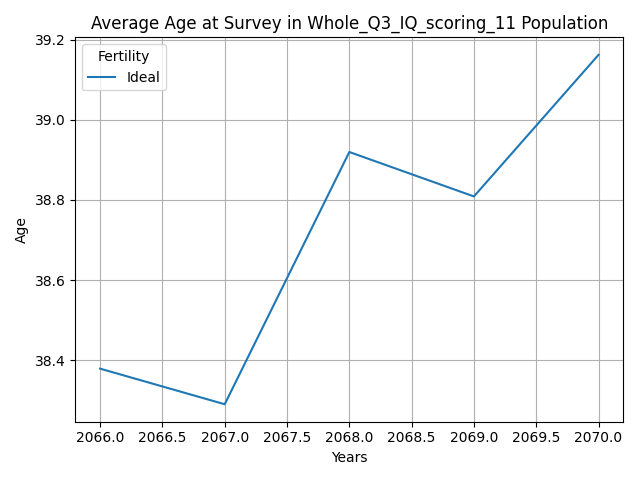 Average Age at Survey in Whole_Q3_IQ_scoring_11 Population
Fertility
Ideal
39.2
39.0
38.8
38.6
38.4
Age
2066.0 2066.5 2067.0 2067.5 2068.0 2068.5 2069.0 2069.5 2070.0
Years